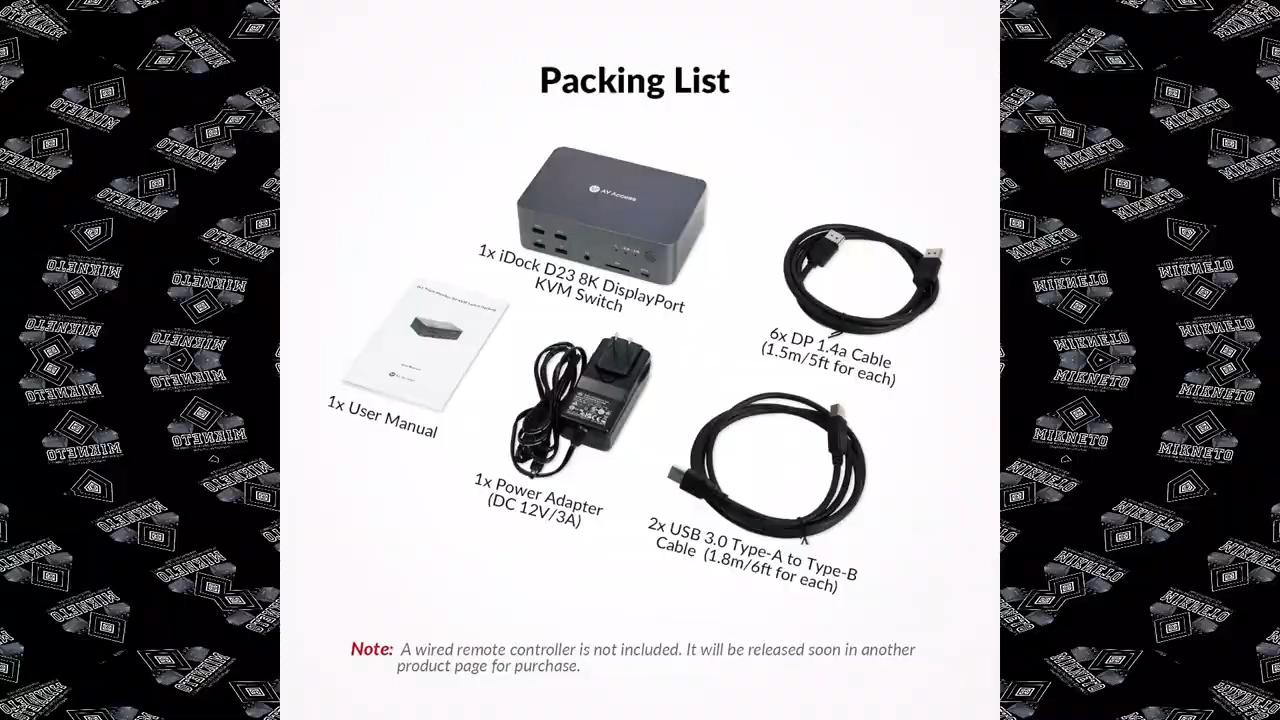 Packing List
AV Access
1x iDock D23 8K DisplayPort
KVM Switch
6x DP 1.4a Cable
(1.5m/5ft for each)
1x User Manual
1x Power Adapter
(DC 12V/3A)
2x USB 3.0 Type-A to Type-B
Cable (1.8m/6ft for each)
Note: A wired remote controller is not included. It will be released soon in another
product page for purchase.
MIKNETO